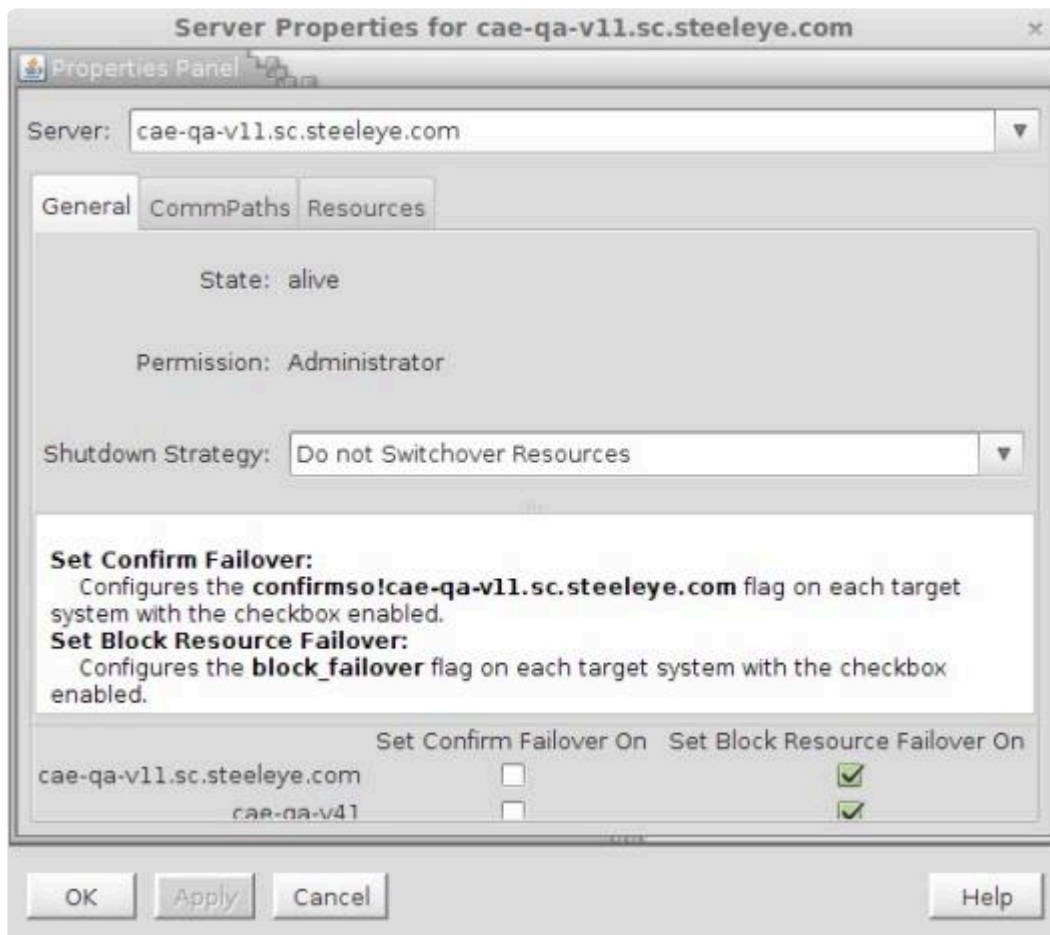 Server Properties for cae-qa-v11.sc.steeleye.com
Properties Panel
Server: cae-qa-v11.sc.steeleye.com
General CommPaths Resources
State: alive
Permission: Administrator
Shutdown Strategy: Do not Switchover Resources
Set Confirm Failover:
Configures the confirmso!cae-qa-v11.sc.steeleye.com flag on each target
system with the checkbox enabled.
Set Block Resource Failover:
Configures the block_failover flag on each target system with the checkbox
enabled.
Set Confirm Failover On Set Block Resource Failover On
cae-qa-v11.sc.steeleye.com
cae-qa-v41
OK Apply Cancel Help